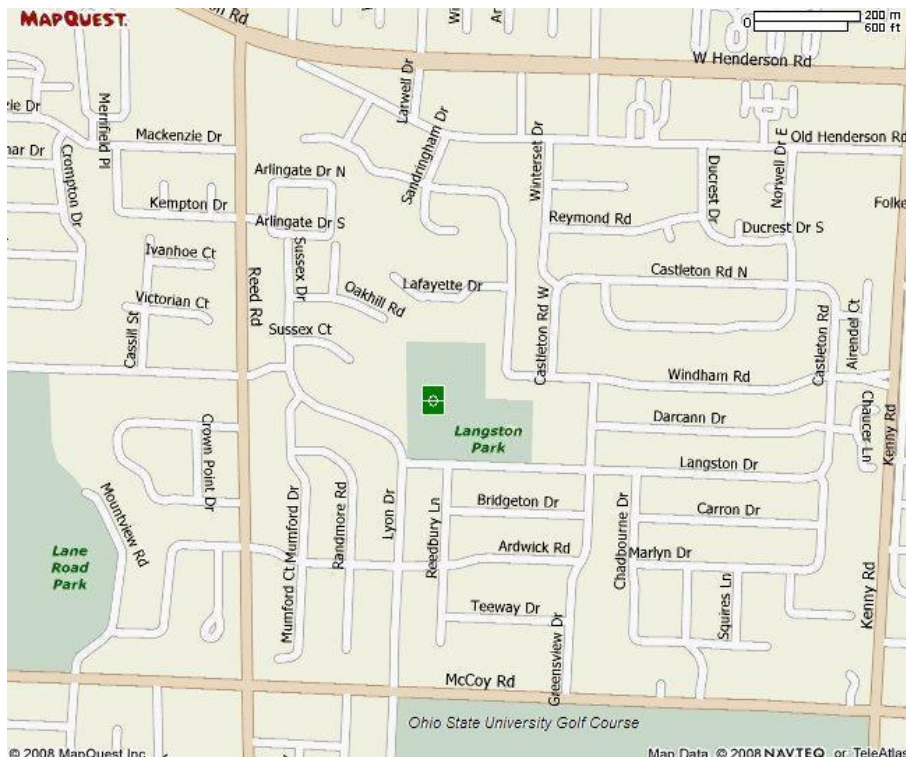 MAPQUEST.
on Rd
200 m
0
600 ft
W Henderson Rd
zie Dr
Merrifield Pl
Mackenzie Dr
Larwell Dr
Old Henderson Rd
mar Dr
Crompton Dr
Arlingate Dr N
Sandringham Dr
Winterset Dr
Ducrest Dr
Norwell Dr E
Kempton Dr
Arlingate Dr S
Reymond Rd
Ducrest Dr S
Folke
Ivanhoe Ct
Sussex Dr
Reed Rd
Lafayette Dr
Castleton Rd N
Victorian Ct
Oakhill Rd
Cassill St
Sussex Ct
Castleton Rd W
Castleton Rd
Airendel Ct
Windham Rd
Crown Point Dr
Langston
Park
Darcann Dr
Chaucer Ln
Kenny Rd
Langston Dr
Mountview Rd
Mumford Dr
Randmore Rd
Lyon Dr
Reedbury Ln
Bridgeton Dr
Chadbourne Dr
Carron Dr
Lane
Road
Park
Ardwick Rd
Marlyn Dr
Mumford Ct
Teeway Dr
Squires Ln
Kenny Rd
Greensview Dr
McCoy Rd
Ohio State University Golf Course
© 2008 MapQuest Inc
Map Data © 2008 NAVTEQ or TeleAtlas